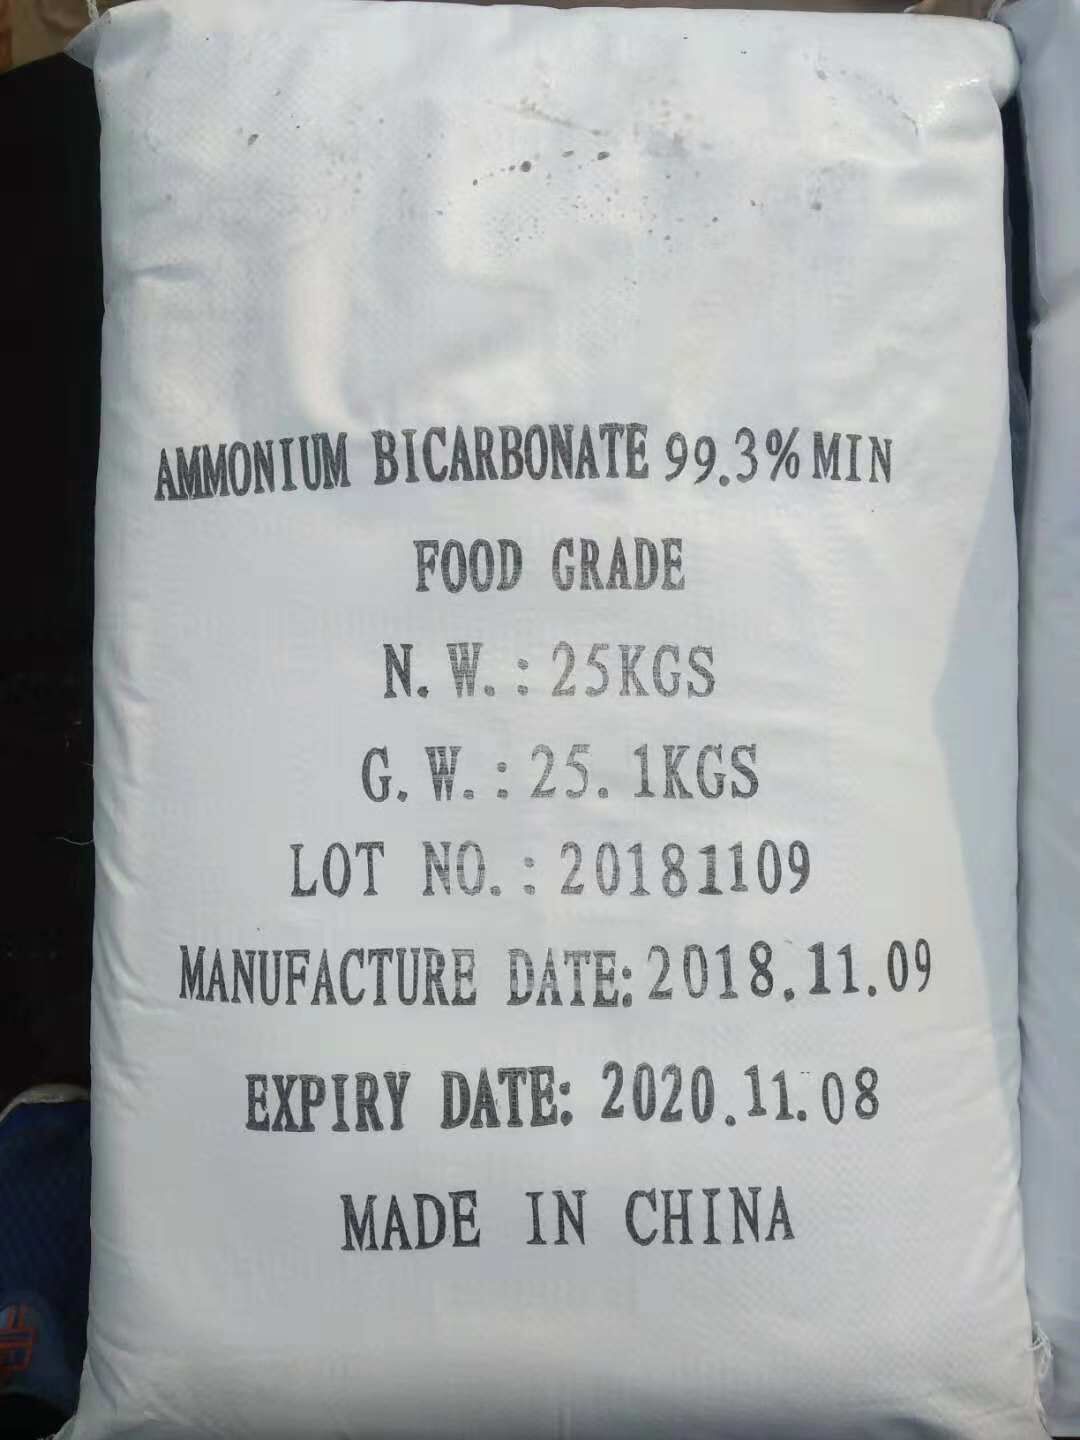 AMMONIUM BICARBONATE 99.3% MIN
FOOD GRADE
N. W. : 25KGS
G. W. : 25. 1KGS
LOT NO. : 20181109
MANUFACTURE DATE: 2018.11.09
EXPIRY DATE: 2020.11.08
MADE IN CHINA